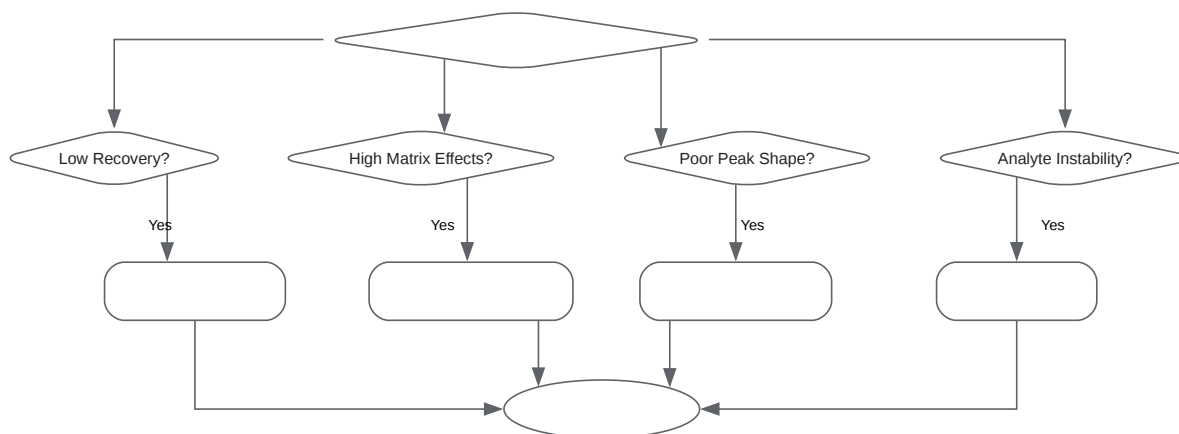 Low Recovery?
High Matrix Effects?
Poor Peak Shape?
Analyte Instability?
Yes
Yes
Yes
Yes